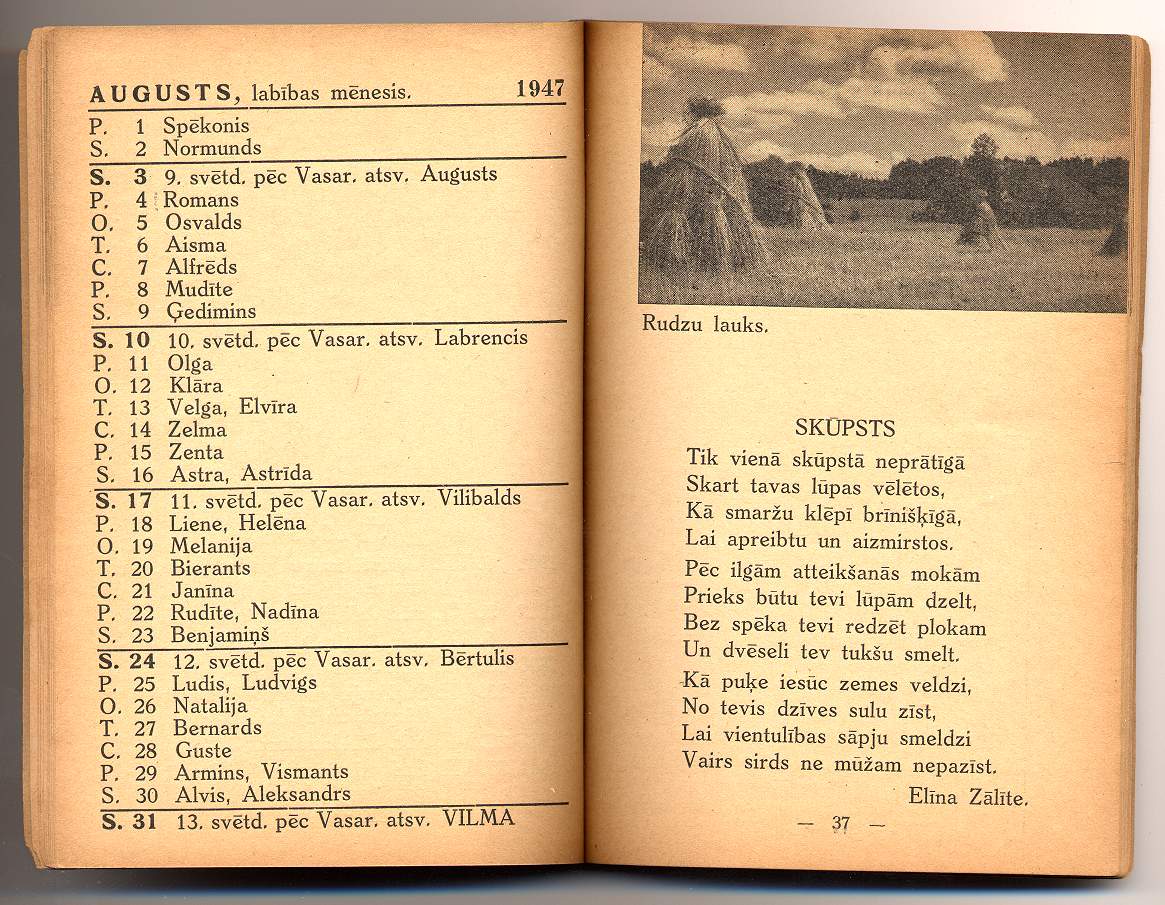 AUGUSTS, labības mēnesis. 1947
P. 1 Spēkonis
S. 2 Normunds
S. 3 9. svētd. pēc Vasar. atsv. Augusts
P. 4 Romans
O. 5 Osvalds
T. 6 Aisma
C. 7 Alfrēds
P. 8 Mudīte
S. 9 Ģedimins
S. 10 10. svētd. pēc Vasar. atsv. Labrencis
P. 11 Olga
O. 12 Klāra
T. 13 Velga, Elvīra
C. 14 Zelma
P. 15 Zenta
S. 16 Astra, Astrīda
S. 17 11. svētd. pēc Vasar. atsv. Vilibalds
P. 18 Liene, Helēna
O. 19 Melanija
T. 20 Bierants
C. 21 Janīna
P. 22 Rudīte, Nadīna
S. 23 Benjamiņš
S. 24 12. svētd. pēc Vasar. atsv. Bērtulis
P. 25 Ludis, Ludvigs
O. 26 Natalija
T. 27 Bernards
C. 28 Guste
P. 29 Armins, Vismants
S. 30 Alvis, Aleksandrs
S. 31 13. svētd. pēc Vasar. atsv. VILMA
Rudzu lauks.
SKŪPSTS
Tik vienā skūpstā neprātīgā
Skart tavas lūpas vēlētos,
Kā smaržu klēpī brīnišķīgā,
Lai apreibtu un aizmirstos.
Pēc ilgām atteikšanās mokām
Prieks būtu tevi lūpām dzelt,
Bez spēka tevi redzēt plokam
Un dvēseli tev tukšu smelt.
Kā puķe iesūc zemes veldzi,
No tevis dzīves sulu zīst,
Lai vientulības sāpju smeldzi
Vairs sirds ne mūžam nepazīst.
Elīna Zālīte.
— 37 —